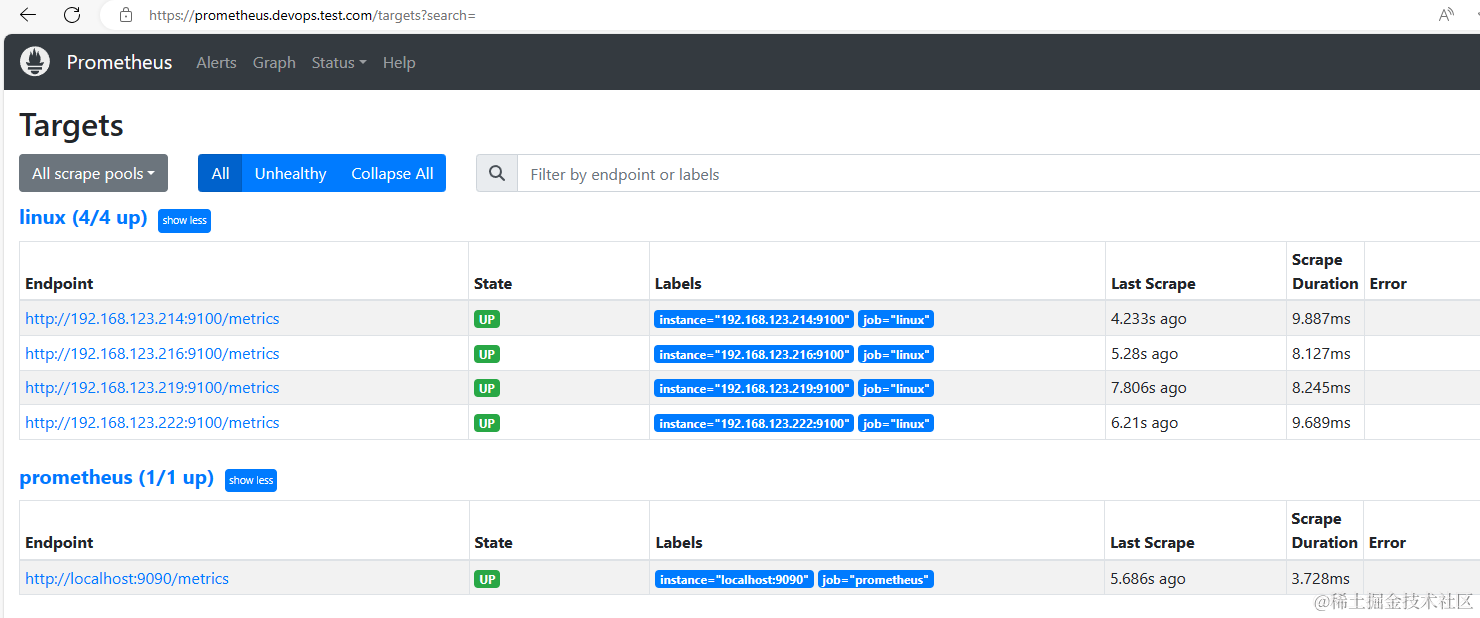 https://prometheus.devops.test.com/targets?search=
Prometheus Alerts Graph Status Help
Targets
All scrape pools All Unhealthy Collapse All Filter by endpoint or labels
linux (4/4 up) show less
Endpoint State Labels Last Scrape Scrape Duration Error
http://192.168.123.214:9100/metrics UP instance="192.168.123.214:9100" job="linux" 4.233s ago 9.887ms
http://192.168.123.216:9100/metrics UP instance="192.168.123.216:9100" job="linux" 5.28s ago 8.127ms
http://192.168.123.219:9100/metrics UP instance="192.168.123.219:9100" job="linux" 7.806s ago 8.245ms
http://192.168.123.222:9100/metrics UP instance="192.168.123.222:9100" job="linux" 6.21s ago 9.689ms
prometheus (1/1 up) show less
Endpoint State Labels Last Scrape Scrape Duration Error
http://localhost:9090/metrics UP instance="localhost:9090" job="prometheus" 5.686s ago 3.728ms
@稀土掘金技术社区